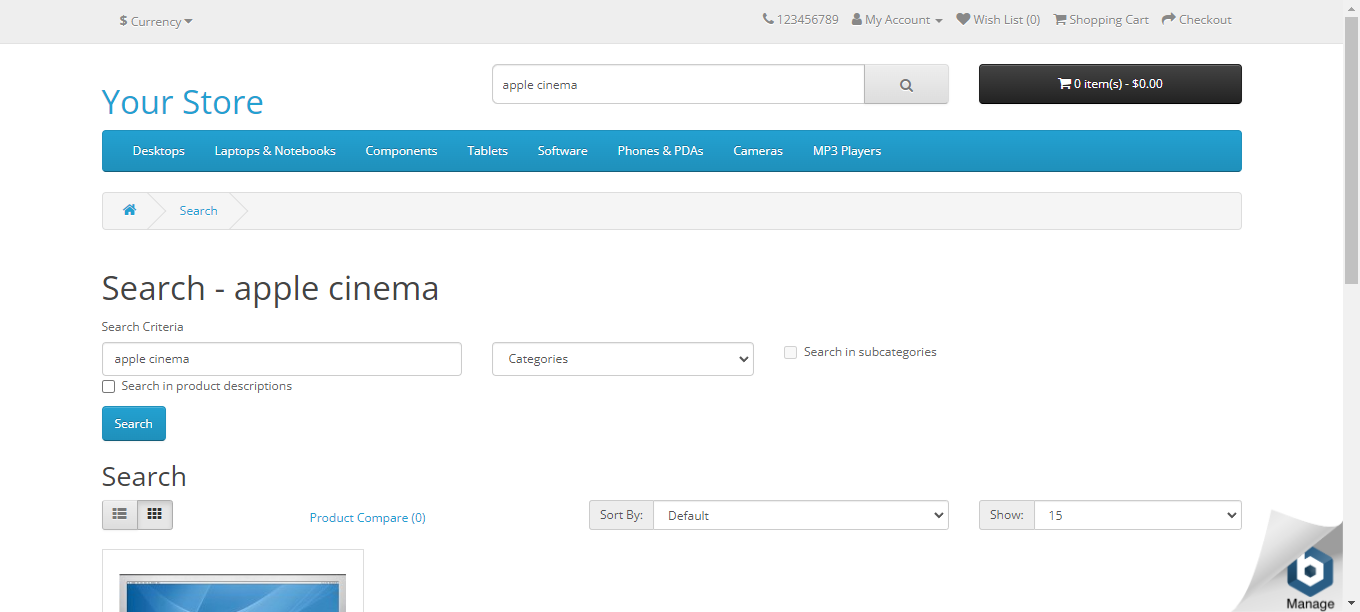 $ Currency
123456789 My Account Wish List (0) Shopping Cart Checkout
Your Store
apple cinema
0 item(s) - $0.00
Desktops Laptops & Notebooks Components Tablets Software Phones & PDAs Cameras MP3 Players
Search
Search - apple cinema
Search Criteria
apple cinema
Categories
Search in subcategories
Search in product descriptions
Search
Search
Product Compare (0)
Sort By: Default
Show: 15
Manage